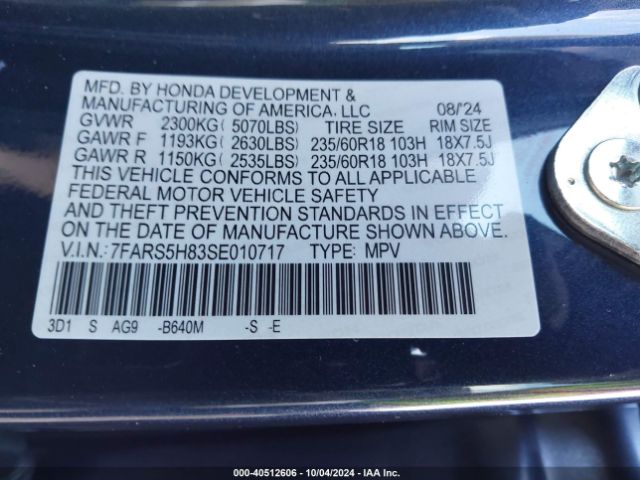 MFD. BY HONDA DEVELOPMENT &
MANUFACTURING OF AMERICA, LLC 08/'24
GVWR 2300KG (5070LBS) TIRE SIZE RIM SIZE
GAWR F 1193KG (2630LBS) 235/60R18 103H 18X7.5J
GAWR R 1150KG (2535LBS) 235/60R18 103H 18X7.5J
THIS VEHICLE CONFORMS TO ALL APPLICABLE
FEDERAL MOTOR VEHICLE SAFETY
AND THEFT PREVENTION STANDARDS IN EFFECT
ON THE DATE OF MANUFACTURE SHOWN ABOVE.
V.I.N.:7FARS5H83SE010717 TYPE: MPV
3D1 S AG9 -B640M -S -E
000-40512606 - 10/04/2024 - IAA Inc.